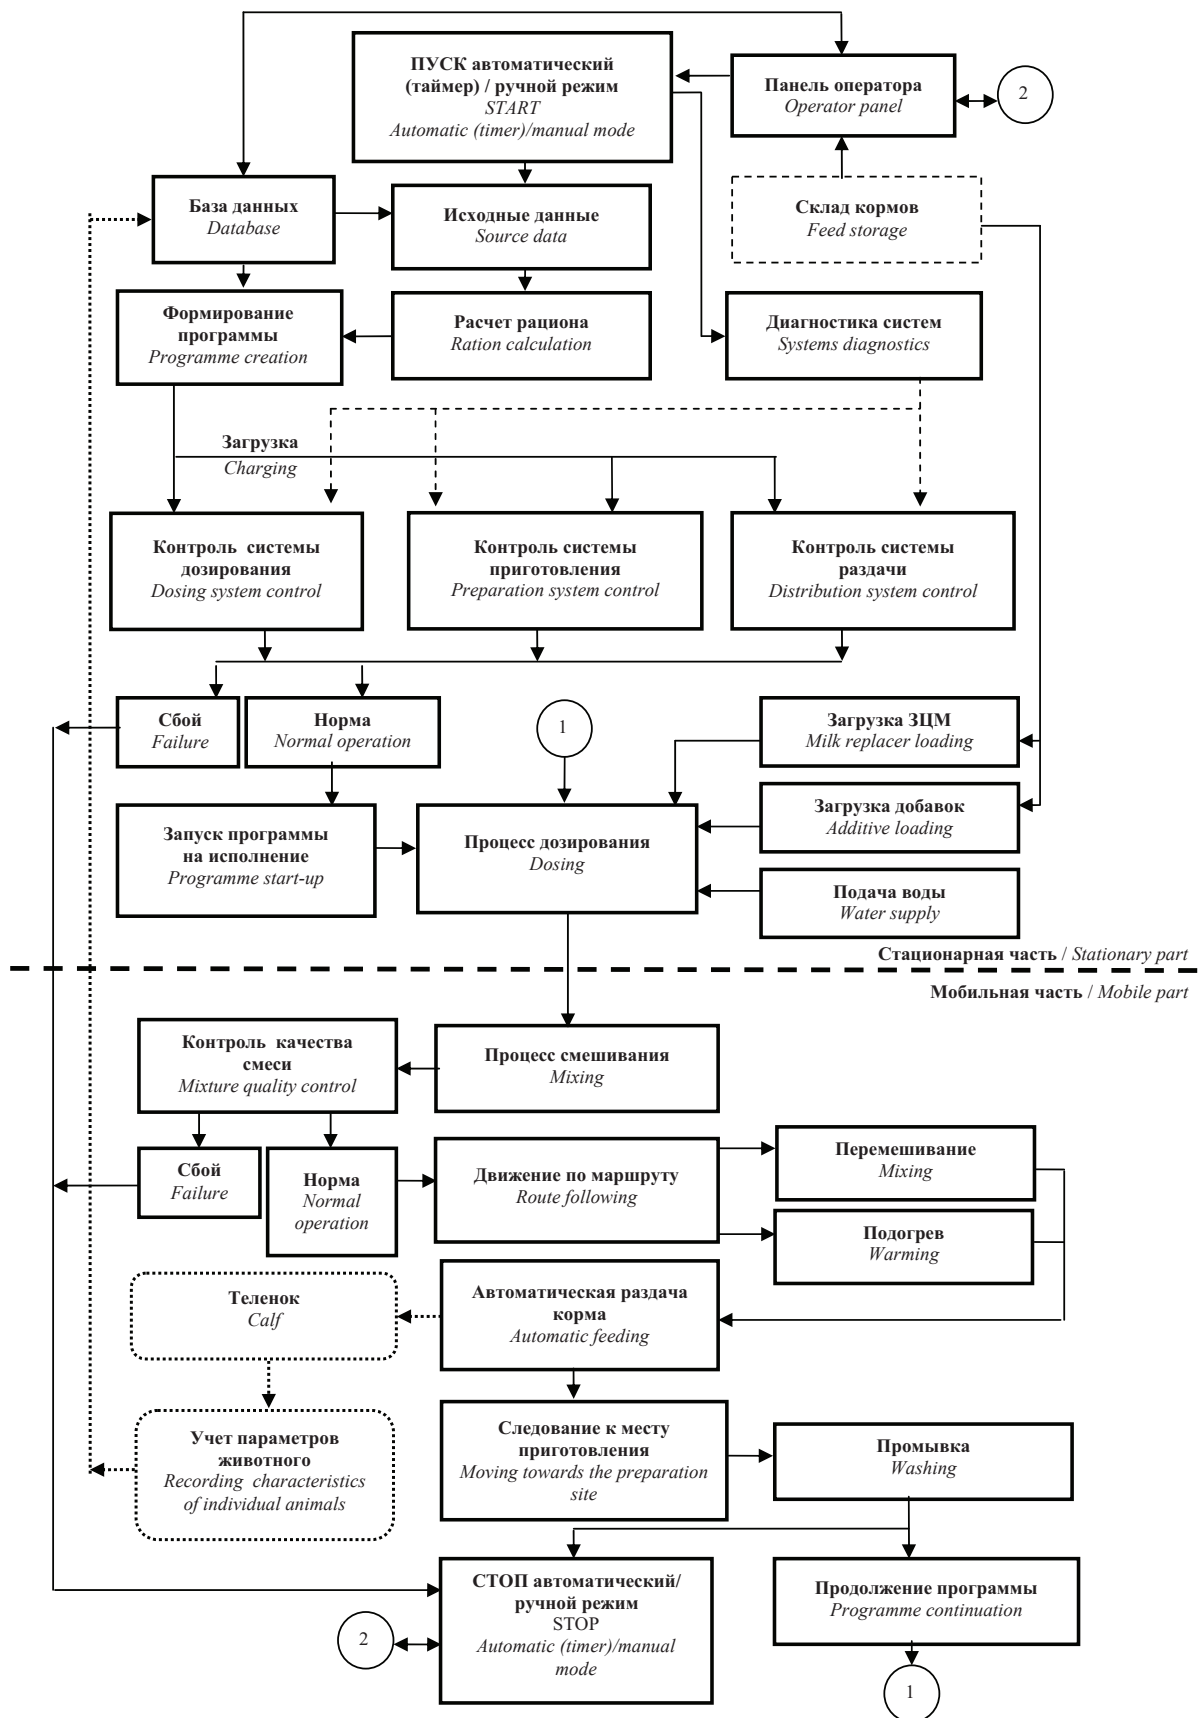 ПУСК автоматический
(таймер) / ручной режим
START
Automatic (timer)/manual mode
Панель оператора
Operator panel
2
База данных
Database
Исходные данные
Source data
Склад кормов
Feed storage
Формирование
программы
Programme creation
Расчет рациона
Ration calculation
Диагностика систем
Systems diagnostics
Загрузка
Charging
Контроль системы
дозирования
Dosing system control
Контроль системы
приготовления
Preparation system control
Контроль системы
раздачи
Distribution system control
Сбой
Failure
Норма
Normal operation
1
Загрузка ЗЦМ
Milk replacer loading
Запуск программы
на исполнение
Programme start-up
Процесс дозирования
Dosing
Загрузка добавок
Additive loading
Подача воды
Water supply
Стационарная часть / Stationary part
Мобильная часть / Mobile part
Контроль качества
смеси
Mixture quality control
Процесс смешивания
Mixing
Сбой
Failure
Норма
Normal
operation
Движение по маршруту
Route following
Перемешивание
Mixing
Подогрев
Warming
Теленок
Calf
Автоматическая раздача
корма
Automatic feeding
Учет параметров
животного
Recording characteristics
of individual animals
Следование к месту
приготовления
Moving towards the preparation
site
Промывка
Washing
СТОП автоматический/
ручной режим
STOP
Automatic (timer)/manual
mode
2
Продолжение программы
Programme continuation
1